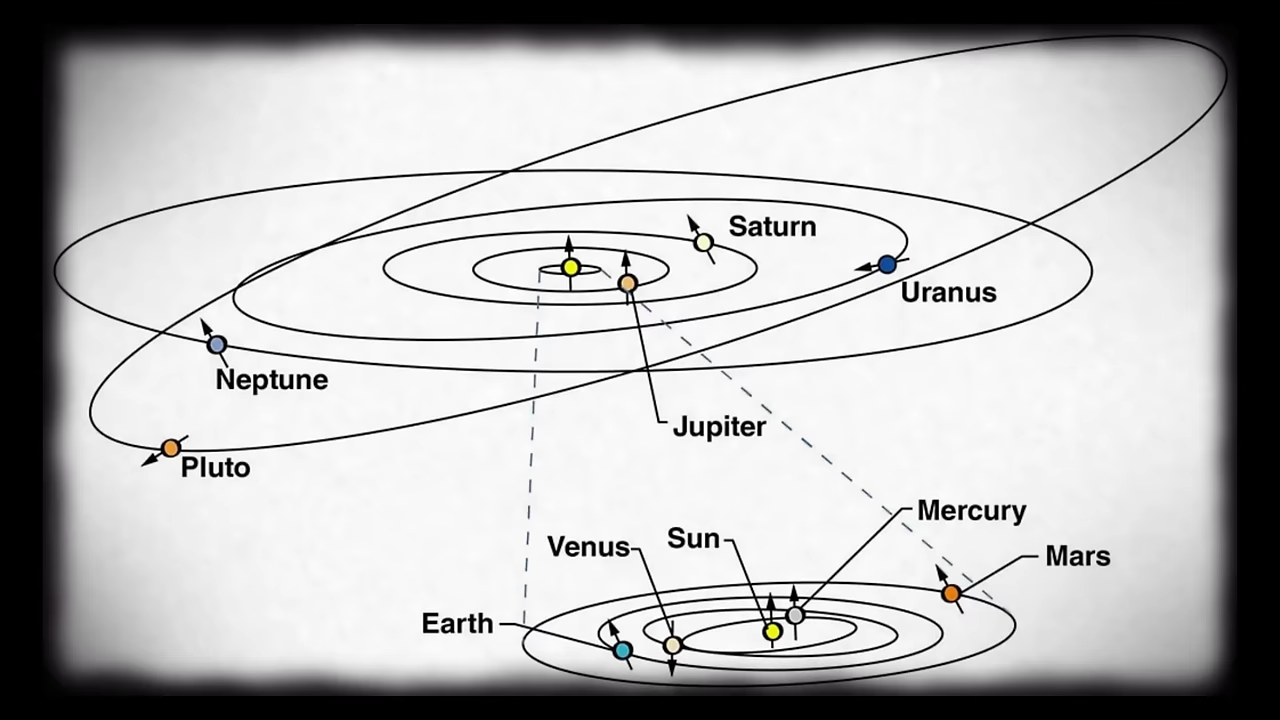 Saturn
Uranus
Neptune
Jupiter
Pluto
Mercury
Sun
Venus
Mars
Earth